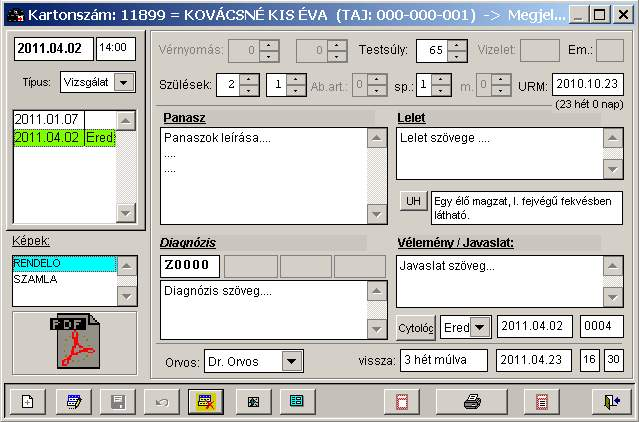 Kartonszám: 11899 = KOVÁCSNÉ KIS ÉVA (TAJ: 000-000-001) -> Megjel...
2011.04.02 14:00
Típus: Vizsgálat
2011.01.07
2011.04.02 Ered
Képek:
RENDELO
SZAMLA
PDF
Vérnyomás: 0 0 Testsúly: 65 Vizelet: Em.:
Szülések: 2 1 Ab.art.: 0 sp.: 1 m. 0 URM: 2010.10.23
(23 hét 0 nap)
Panasz
Panaszok leírása....
....
....
Lelet
Lelet szövege ....
UH Egy élő magzat, I. fejvégű fekvésben
látható.
Diagnózis
Z0000
Diagnózis szöveg....
Vélemény / Javaslat:
Javaslat szöveg...
Cytológ Ered 2011.04.02 0004
Orvos: Dr. Orvos vissza: 3 hét múlva 2011.04.23 16 30